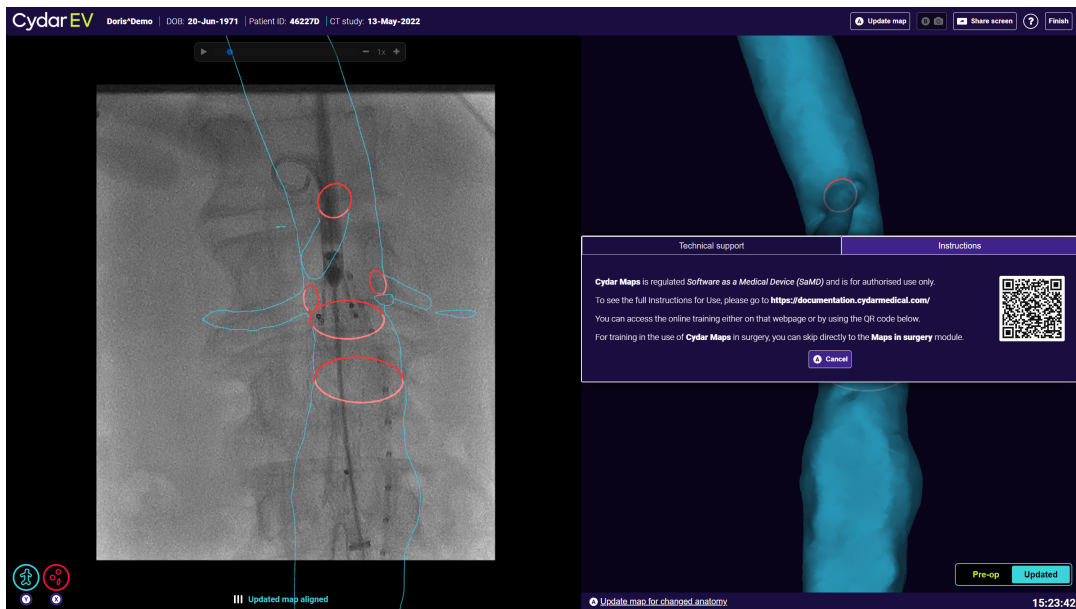 Cydar EV Doris^Demo DOB: 20-Jun-1971 Patient ID: 46227D CT study: 13-May-2022 A Update map B Share screen ? Finish
1x
Technical support Instructions
Cydar Maps is regulated Software as a Medical Device (SaMD) and is for authorised use only.
To see the full Instructions for Use, please go to https://documentation.cydarmedical.com/
You can access the online training either on that webpage or by using the QR code below.
For training in the use of Cydar Maps in surgery, you can skip directly to the Maps in surgery module.
A Cancel
Pre-op Updated
Y X
Updated map aligned
A Update map for changed anatomy
15:23:42